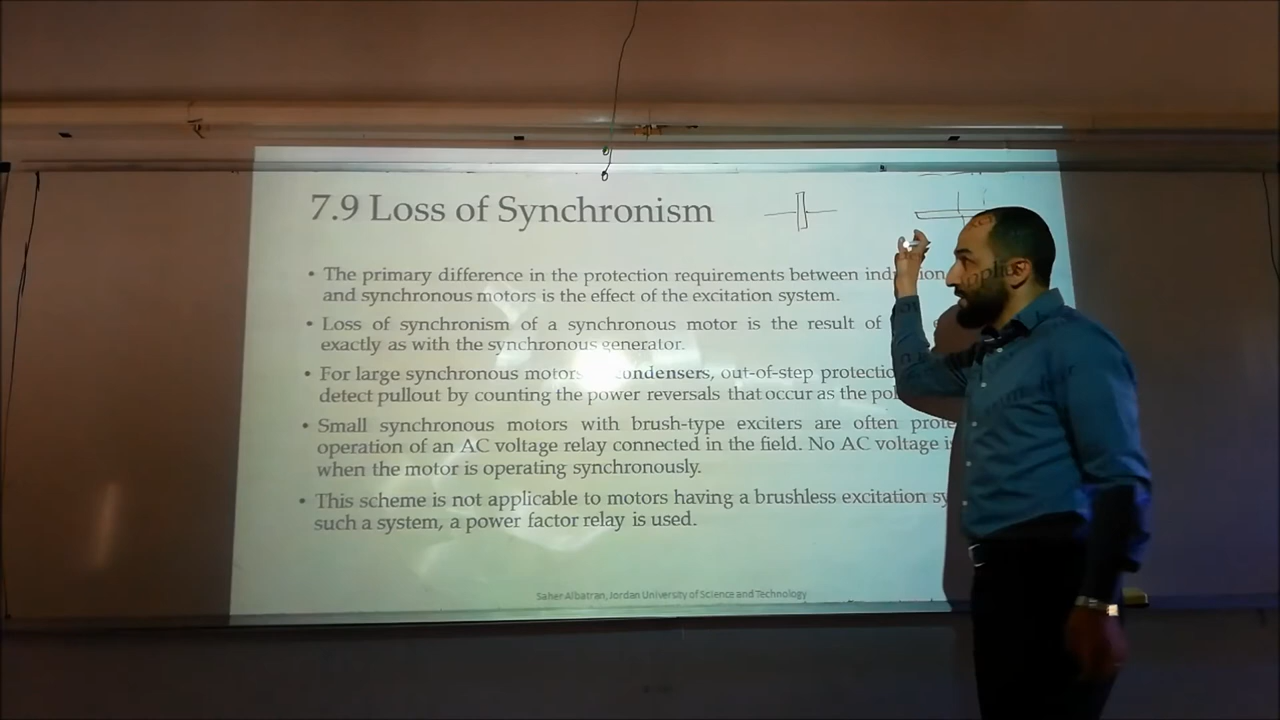 7.9 Loss of Synchronism
• The primary difference in the protection requirements between induction
and synchronous motors is the effect of the excitation system.
• Loss of synchronism of a synchronous motor is the result of
exactly as with the synchronous generator.
• For large synchronous motors condensers, out-of-step protectio
detect pullout by counting the power reversals that occur as the pol
• Small synchronous motors with brush-type exciters are often prote
operation of an AC voltage relay connected in the field. No AC voltage i
when the motor is operating synchronously.
• This scheme is not applicable to motors having a brushless excitation sy
such a system, a power factor relay is used.
Saher Albatran, Jordan University of Science and Technology